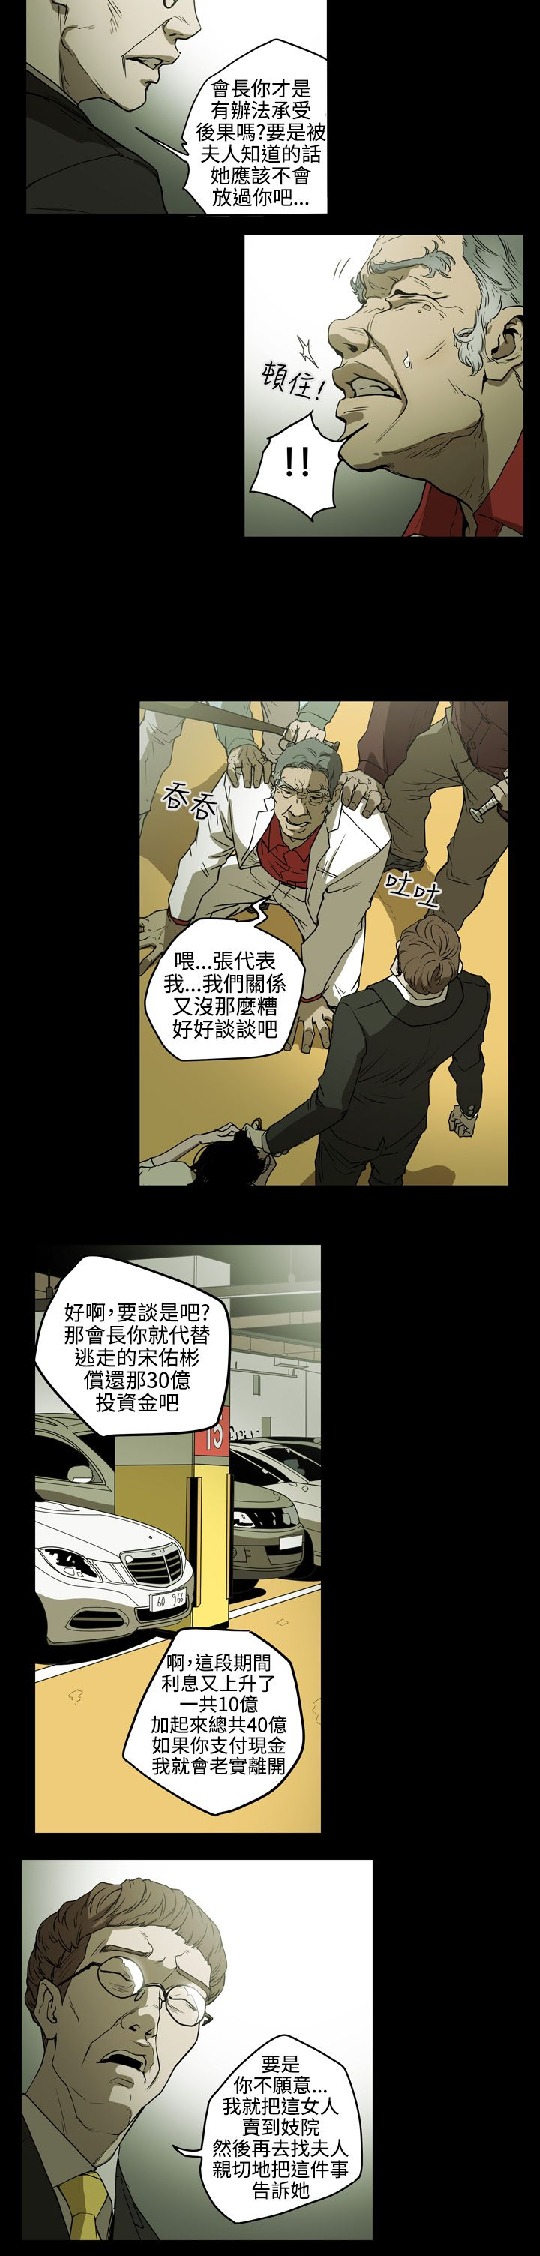 會長你才是
有辦法承受
後果嗎?要是被
夫人知道的話
她應該不會
放過你吧...
頓住!
!!
吞吞
吐吐
喂...張代表
我...我們關係
又沒那麼糟
好好談談吧
好啊,要談是吧?
那會長你就代替
逃走的宋佑彬
償還那30億
投資金吧
15
啊,這段期間
利息又上升了
一共10億
加起來總共40億
如果你支付現金
我就會老實離開
要是
你不願意...
我就把這女人
賣到妓院
然後再去找夫人
親切地把這件事
告訴她